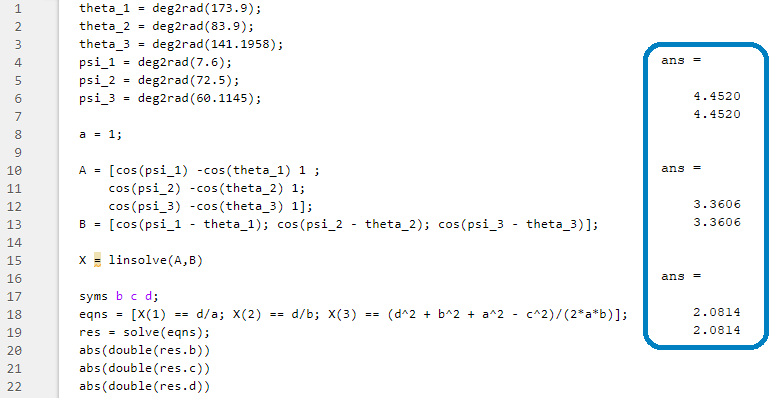 1 theta_1 = deg2rad(173.9);
2 theta_2 = deg2rad(83.9);
3 theta_3 = deg2rad(141.1958);
4 psi_1 = deg2rad(7.6);
5 psi_2 = deg2rad(72.5);
6 psi_3 = deg2rad(60.1145);
7
8 a = 1;
9
10 A = [cos(psi_1) -cos(theta_1) 1 ;
11 cos(psi_2) -cos(theta_2) 1;
12 cos(psi_3) -cos(theta_3) 1];
13 B = [cos(psi_1 - theta_1); cos(psi_2 - theta_2); cos(psi_3 - theta_3)];
14
15 X = linsolve(A,B)
16
17 syms b c d;
18 eqns = [X(1) == d/a; X(2) == d/b; X(3) == (d^2 + b^2 + a^2 - c^2)/(2*a*b)];
19 res = solve(eqns);
20 abs(double(res.b))
21 abs(double(res.c))
22 abs(double(res.d))
ans =
4.4520
4.4520
ans =
3.3606
3.3606
ans =
2.0814
2.0814